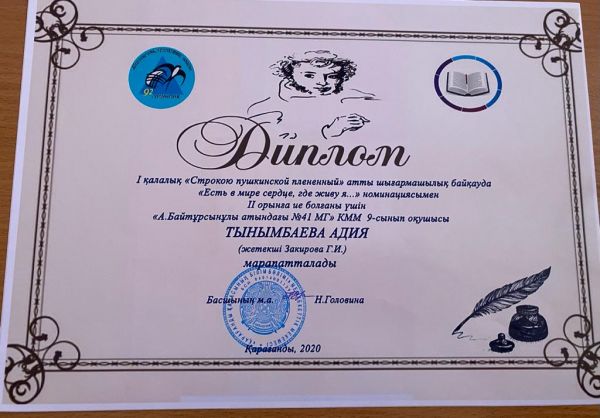 92
Диплом
І қалалық «Строкою пушкинской плененный» атты шығармашылық байқауда
«Есть в мире сердце, где живу я...» номинациясымен
ІІ орынға ие болғаны үшін
«А.Байтұрсынұлы атындағы №41 МГ» КММ 9-сынып оқушысы
ТЫНЫМБАЕВА АДИЯ
(жетекші Закирова Г.И.)
марапатталады
Басшының м.а. Н.Головина
Қарағанды, 2020